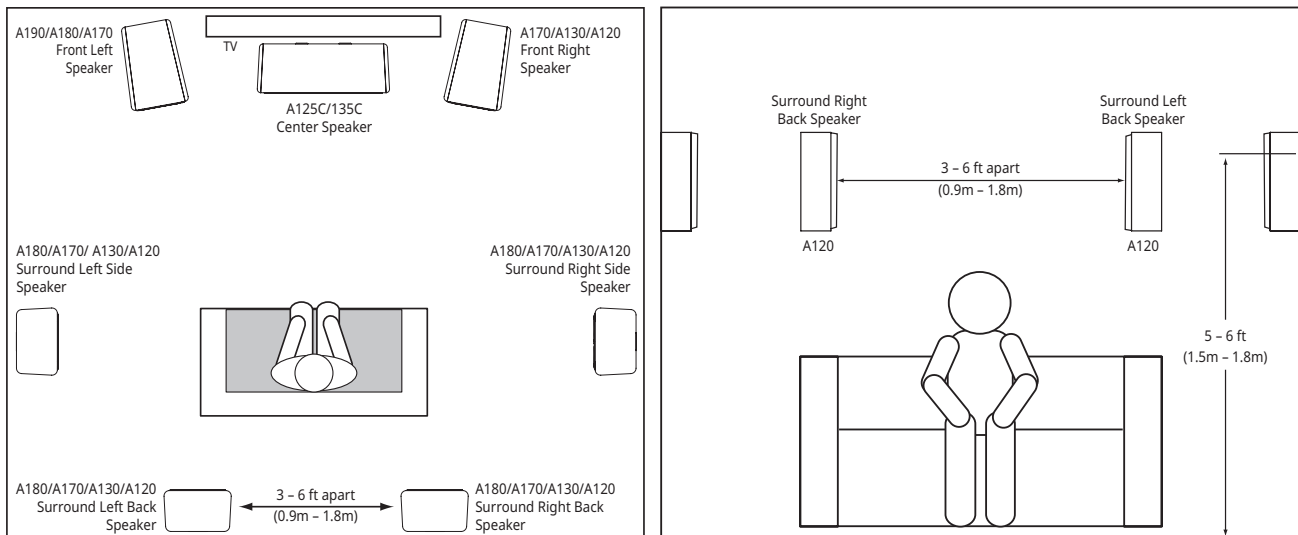 A190/A180/A170
Front Left
Speaker
TV
A125C/135C
Center Speaker
A170/A130/A120
Front Right
Speaker
A180/A170/ A130/A120
Surround Left Side
Speaker
A180/A170/A130/A120
Surround Right Side
Speaker
A180/A170/A130/A120
Surround Left Back
Speaker
3 – 6 ft apart
(0.9m – 1.8m)
A180/A170/A130/A120
Surround Right Back
Speaker
Surround Right
Back Speaker
Surround Left
Back Speaker
3 – 6 ft apart
(0.9m – 1.8m)
A120
A120
5 – 6 ft
(1.5m – 1.8m)